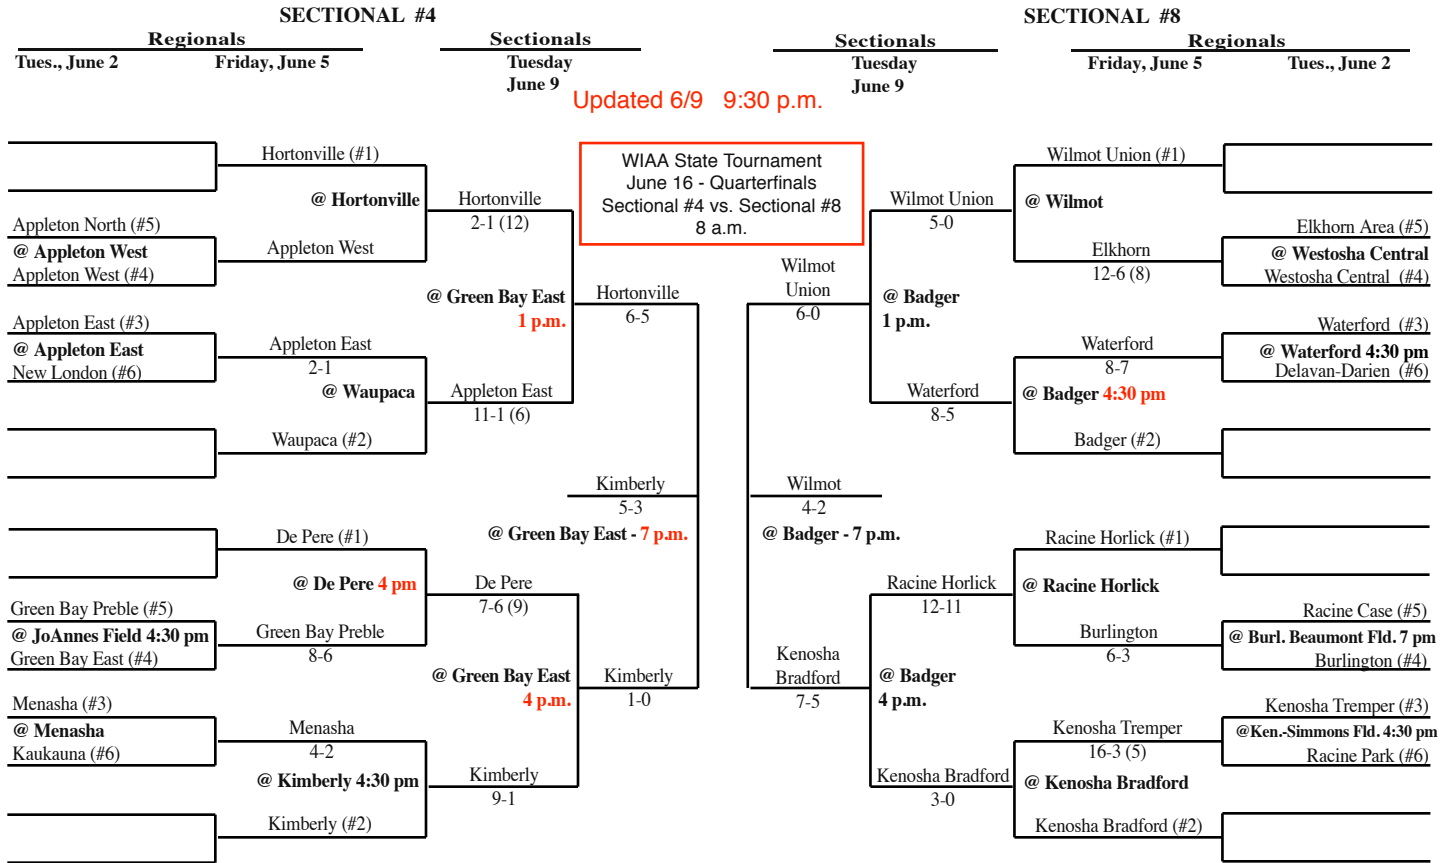 SECTIONAL #4
SECTIONAL #8
Regionals
Sectionals
Sectionals
Regionals
Tues., June 2
Friday, June 5
Tuesday
June 9
Tuesday
June 9
Friday, June 5
Tues., June 2
Updated 6/9 9:30 p.m.
WIAA State Tournament
June 16 - Quarterfinals
Sectional #4 vs. Sectional #8
8 a.m.
Appleton North (#5)
@ Appleton West
Appleton West (#4)
Appleton East (#3)
@ Appleton East
New London (#6)
Green Bay Preble (#5)
@ JoAnnes Field 4:30 pm
Green Bay East (#4)
Menasha (#3)
@ Menasha
Kaukauna (#6)
Hortonville (#1)
@ Hortonville
Appleton West
Appleton East
2-1
@ Waupaca
Waupaca (#2)
De Pere (#1)
@ De Pere 4 pm
Green Bay Preble
8-6
Menasha
4-2
@ Kimberly 4:30 pm
Kimberly (#2)
Hortonville
2-1 (12)
@ Green Bay East
1 p.m.
Appleton East
11-1 (6)
De Pere
7-6 (9)
@ Green Bay East
4 p.m.
Kimberly
9-1
Hortonville
6-5
Kimberly
5-3
@ Green Bay East - 7 p.m.
Kimberly
1-0
Wilmot
Union
6-0
Wilmot
4-2
@ Badger - 7 p.m.
Kenosha
Bradford
7-5
Wilmot Union
5-0
@ Badger
1 p.m.
Waterford
8-5
Racine Horlick
12-11
@ Badger
4 p.m.
Kenosha Bradford
3-0
Wilmot Union (#1)
@ Wilmot
Elkhorn
12-6 (8)
Waterford
8-7
@ Badger 4:30 pm
Badger (#2)
Racine Horlick (#1)
@ Racine Horlick
Burlington
6-3
Kenosha Tremper
16-3 (5)
@ Kenosha Bradford
Kenosha Bradford (#2)
Elkhorn Area (#5)
@ Westosha Central
Westosha Central (#4)
Waterford (#3)
@ Waterford 4:30 pm
Delavan-Darien (#6)
Racine Case (#5)
@ Burl. Beaumont Fld. 7 pm
Burlington (#4)
Kenosha Tremper (#3)
@Ken.-Simmons Fld. 4:30 pm
Racine Park (#6)